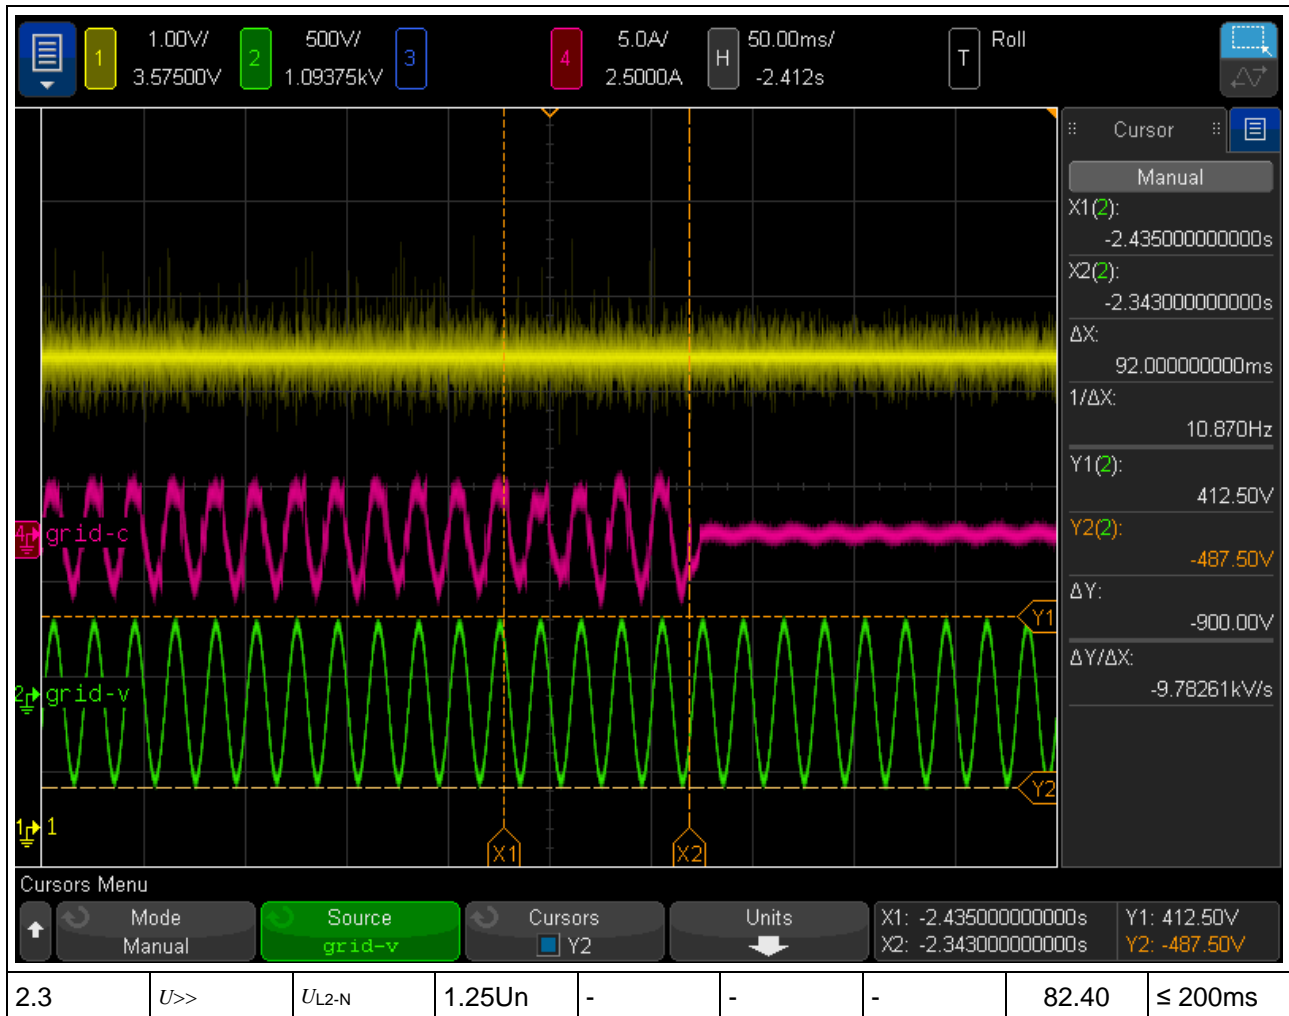 1 1.00V/ 2 500V/ 3 4 5.0A/ H 50.00ms/ T Roll
3.57500V 1.09375kV 2.5000A -2.412s
Cursor
Manual
X1(2):
-2.435000000000s
X2(2):
-2.343000000000s
ΔX:
92.000000000ms
1/ΔX:
10.870Hz
Y1(2):
412.50V
Y2(2):
-487.50V
ΔY:
-900.00V
ΔY/ΔX:
-9.78261kV/s
4 grid-c
Y1
2 grid-v
Y2
1 1
X1 X2
Cursors Menu
Mode Source Cursors Units X1: -2.435000000000s Y1: 412.50V
Manual grid-v Y2 X2: -2.343000000000s Y2: -487.50V
2.3 U>> UL2-N 1.25Un - - - 82.40 ≤ 200ms